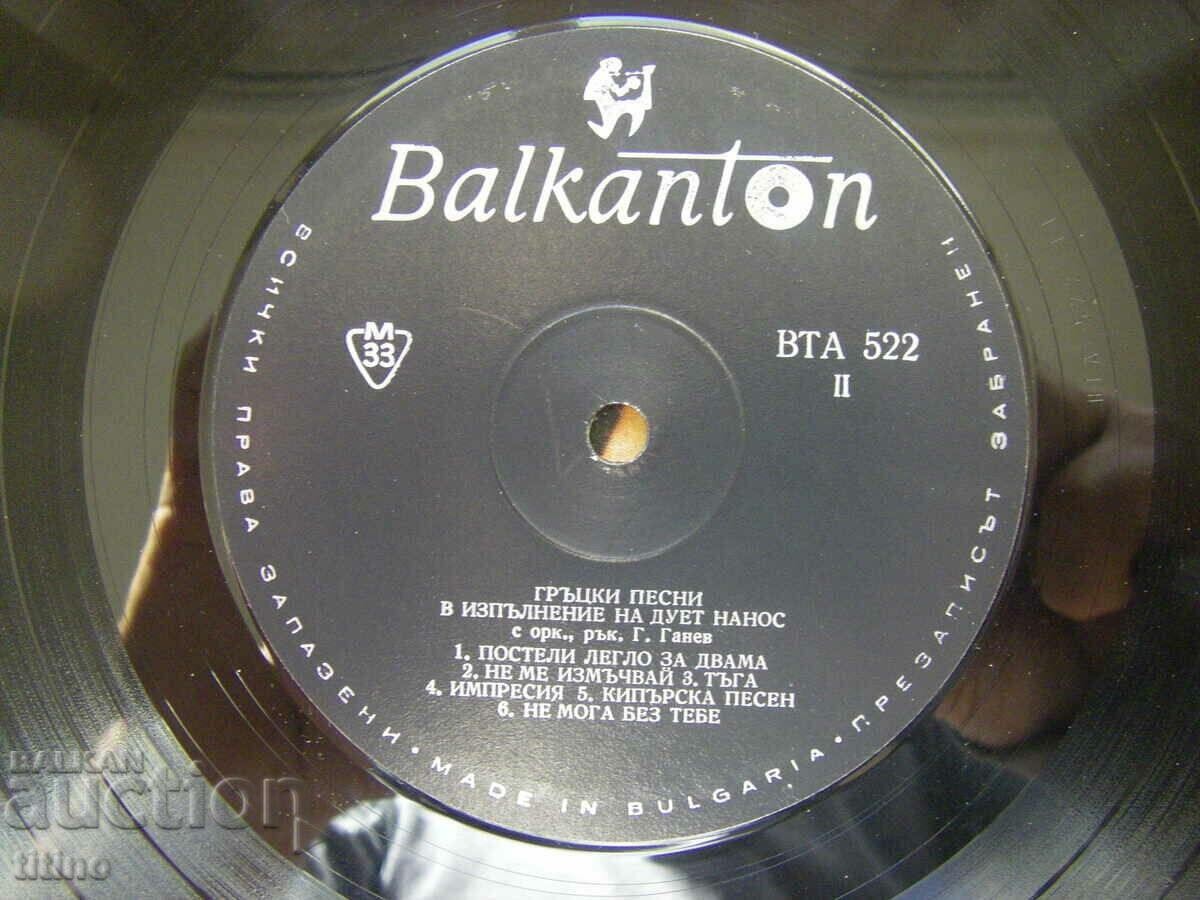 Balkanton
М
33
ВТА 522
II
ГРЪЦКИ ПЕСНИ
В ИЗПЪЛНЕНИЕ НА ДУЕТ НАНОС
с орк., рък. Г. Ганев
1. ПОСТЕЛИ ЛЕГЛО ЗА ДВАМА
2. НЕ МЕ ИЗМЪЧВАЙ 3. ТЪГА
4. ИМПРЕСИЯ 5. КИПЪРСКА ПЕСЕН
6. НЕ МОГА БЕЗ ТЕБЕ
ВСИЧКИ ПРАВА ЗАПАЗЕНИ • MADE IN BULGARIA • ПРЕЗАПИСЪТ ЗАБРАНЕН
BALKAN
auction
titino